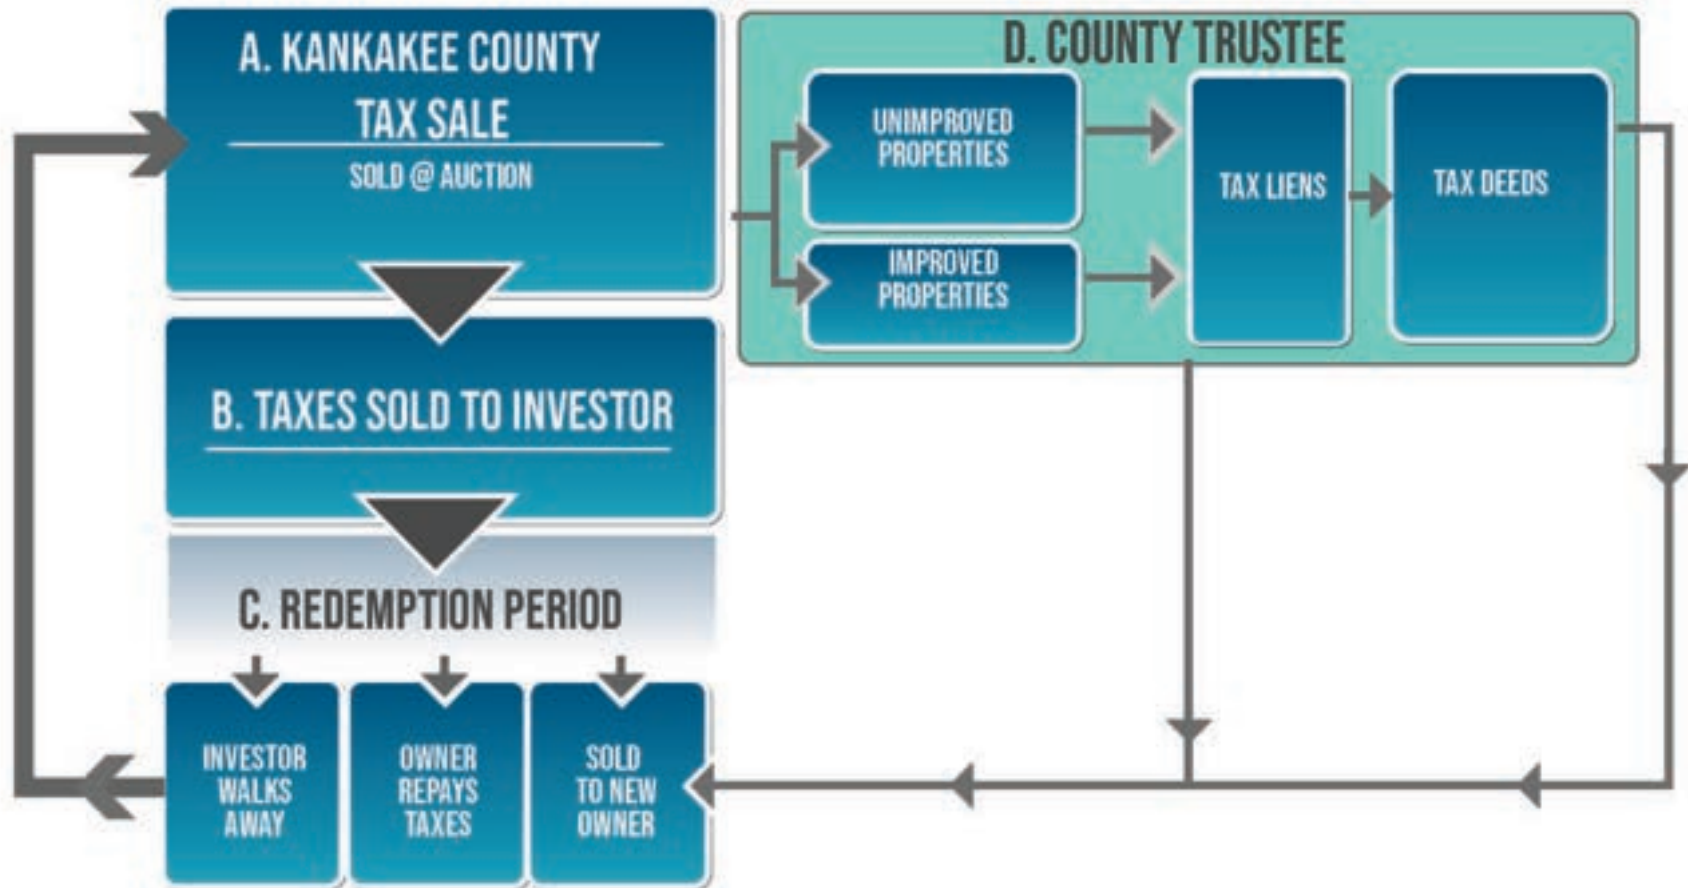 A. KANKAKEE COUNTY
TAX SALE
SOLD @ AUCTION
B. TAXES SOLD TO INVESTOR
C. REDEMPTION PERIOD
INVESTOR
WALKS
AWAY
OWNER
REPAYS
TAXES
SOLD
TO NEW
OWNER
D. COUNTY TRUSTEE
UNIMPROVED
PROPERTIES
IMPROVED
PROPERTIES
TAX LIENS
TAX DEEDS